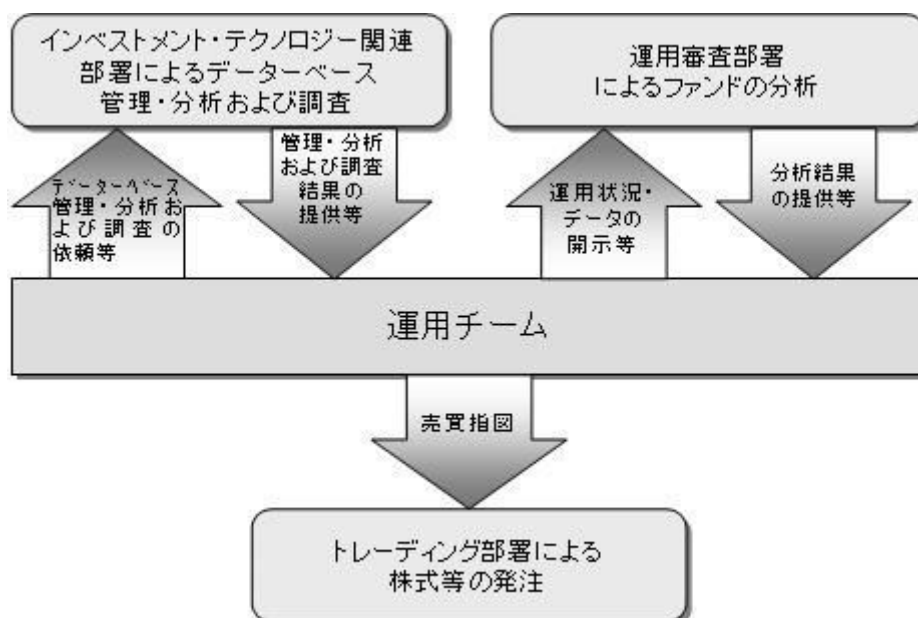 インベストメント・テクノロジー関連
部署によるデーターベース
管理・分析および調査
運用審査部署
によるファンドの分析
データーベース
管理・分析お
よび調査の
依頼等
管理・分析
および調査
結果の
提供等
運用状況・
データの
開示等
分析結果
の提供等
運用チーム
売買指図
トレーディング部署による
株式等の発注